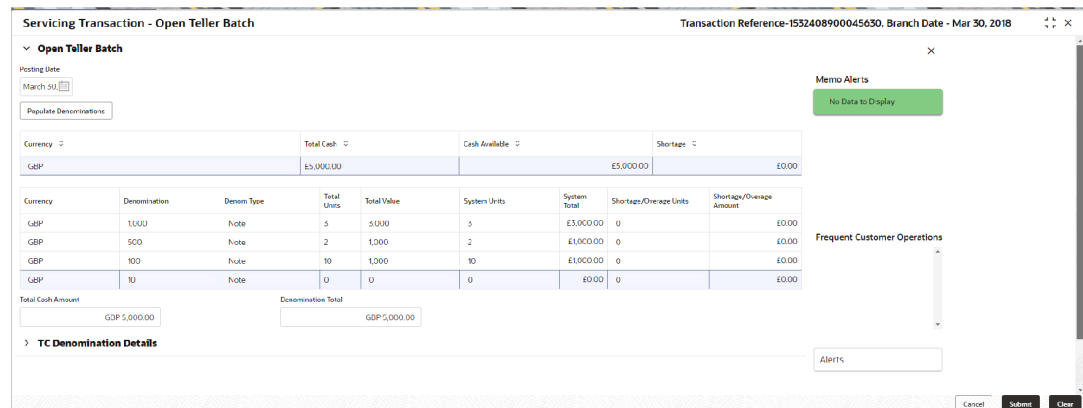 Servicing Transaction - Open Teller Batch
Transaction Reference-1532408900045630, Branch Date - Mar 30, 2018
Open Teller Batch
Posting Date
March 30,
Populate Denominations
Memo Alerts
No Data to Display
Currency Total Cash Cash Available Shortage
GBP £5,000.00 £5,000.00 £0.00
Currency Denomination Denom Type Total Units Total Value System Units System Total Shortage/Overage Units Shortage/Overage Amount
GBP 1,000 Note 3 3,000 3 £3,000.00 0 £0.00
GBP 500 Note 2 1,000 2 £1,000.00 0 £0.00
GBP 100 Note 10 1,000 10 £1,000.00 0 £0.00
GBP 10 Note 0 0 0 £0.00 0 £0.00
Frequent Customer Operations
Total Cash Amount Denomination Total
GBP 5,000.00 GBP 5,000.00
TC Denomination Details
Alerts
Cancel Submit Clear